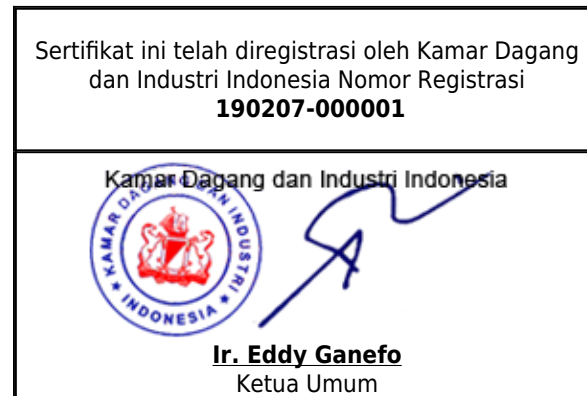 Sertifikat ini telah diregistrasi oleh Kamar Dagang
dan Industri Indonesia Nomor Registrasi
190207-000001
Kamar Dagang dan Industri Indonesia
KAMAR DAGANG DAN INDUSTRI
INDONESIA
Ir. Eddy Ganefo
Ketua Umum